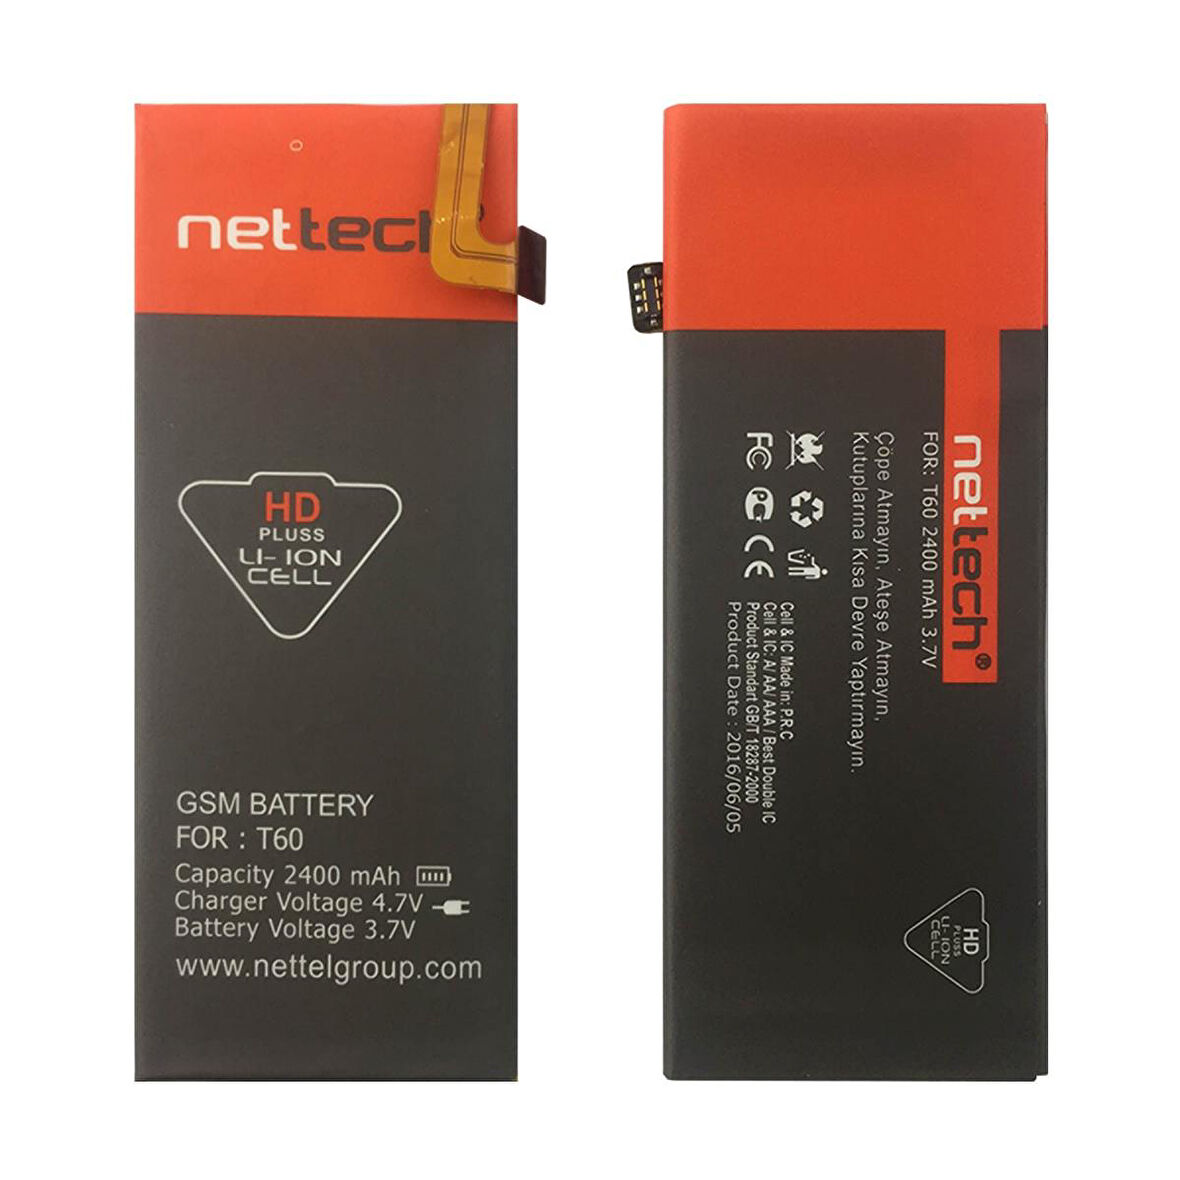 nettech
HD
PLUSS
LI-ION
CELL
GSM BATTERY
FOR : T60
Capacity 2400 mAh
Charger Voltage 4.7V
Battery Voltage 3.7V
www.nettelgroup.com
nettech®
FOR: T60 2400 mAh 3.7V
Çöpe Atmayın, Ateşe Atmayın,
Kutuplarına Kısa Devre Yaptırmayın.
FC PG CE
Cell & IC Made in: P.R.C
Cell & IC: A/ AA/ AAA / Best Double IC
Product Standart GB/T 18287-2000
Product Date : 2016/06/05
HD
PLUSS
LI-ION
CELL